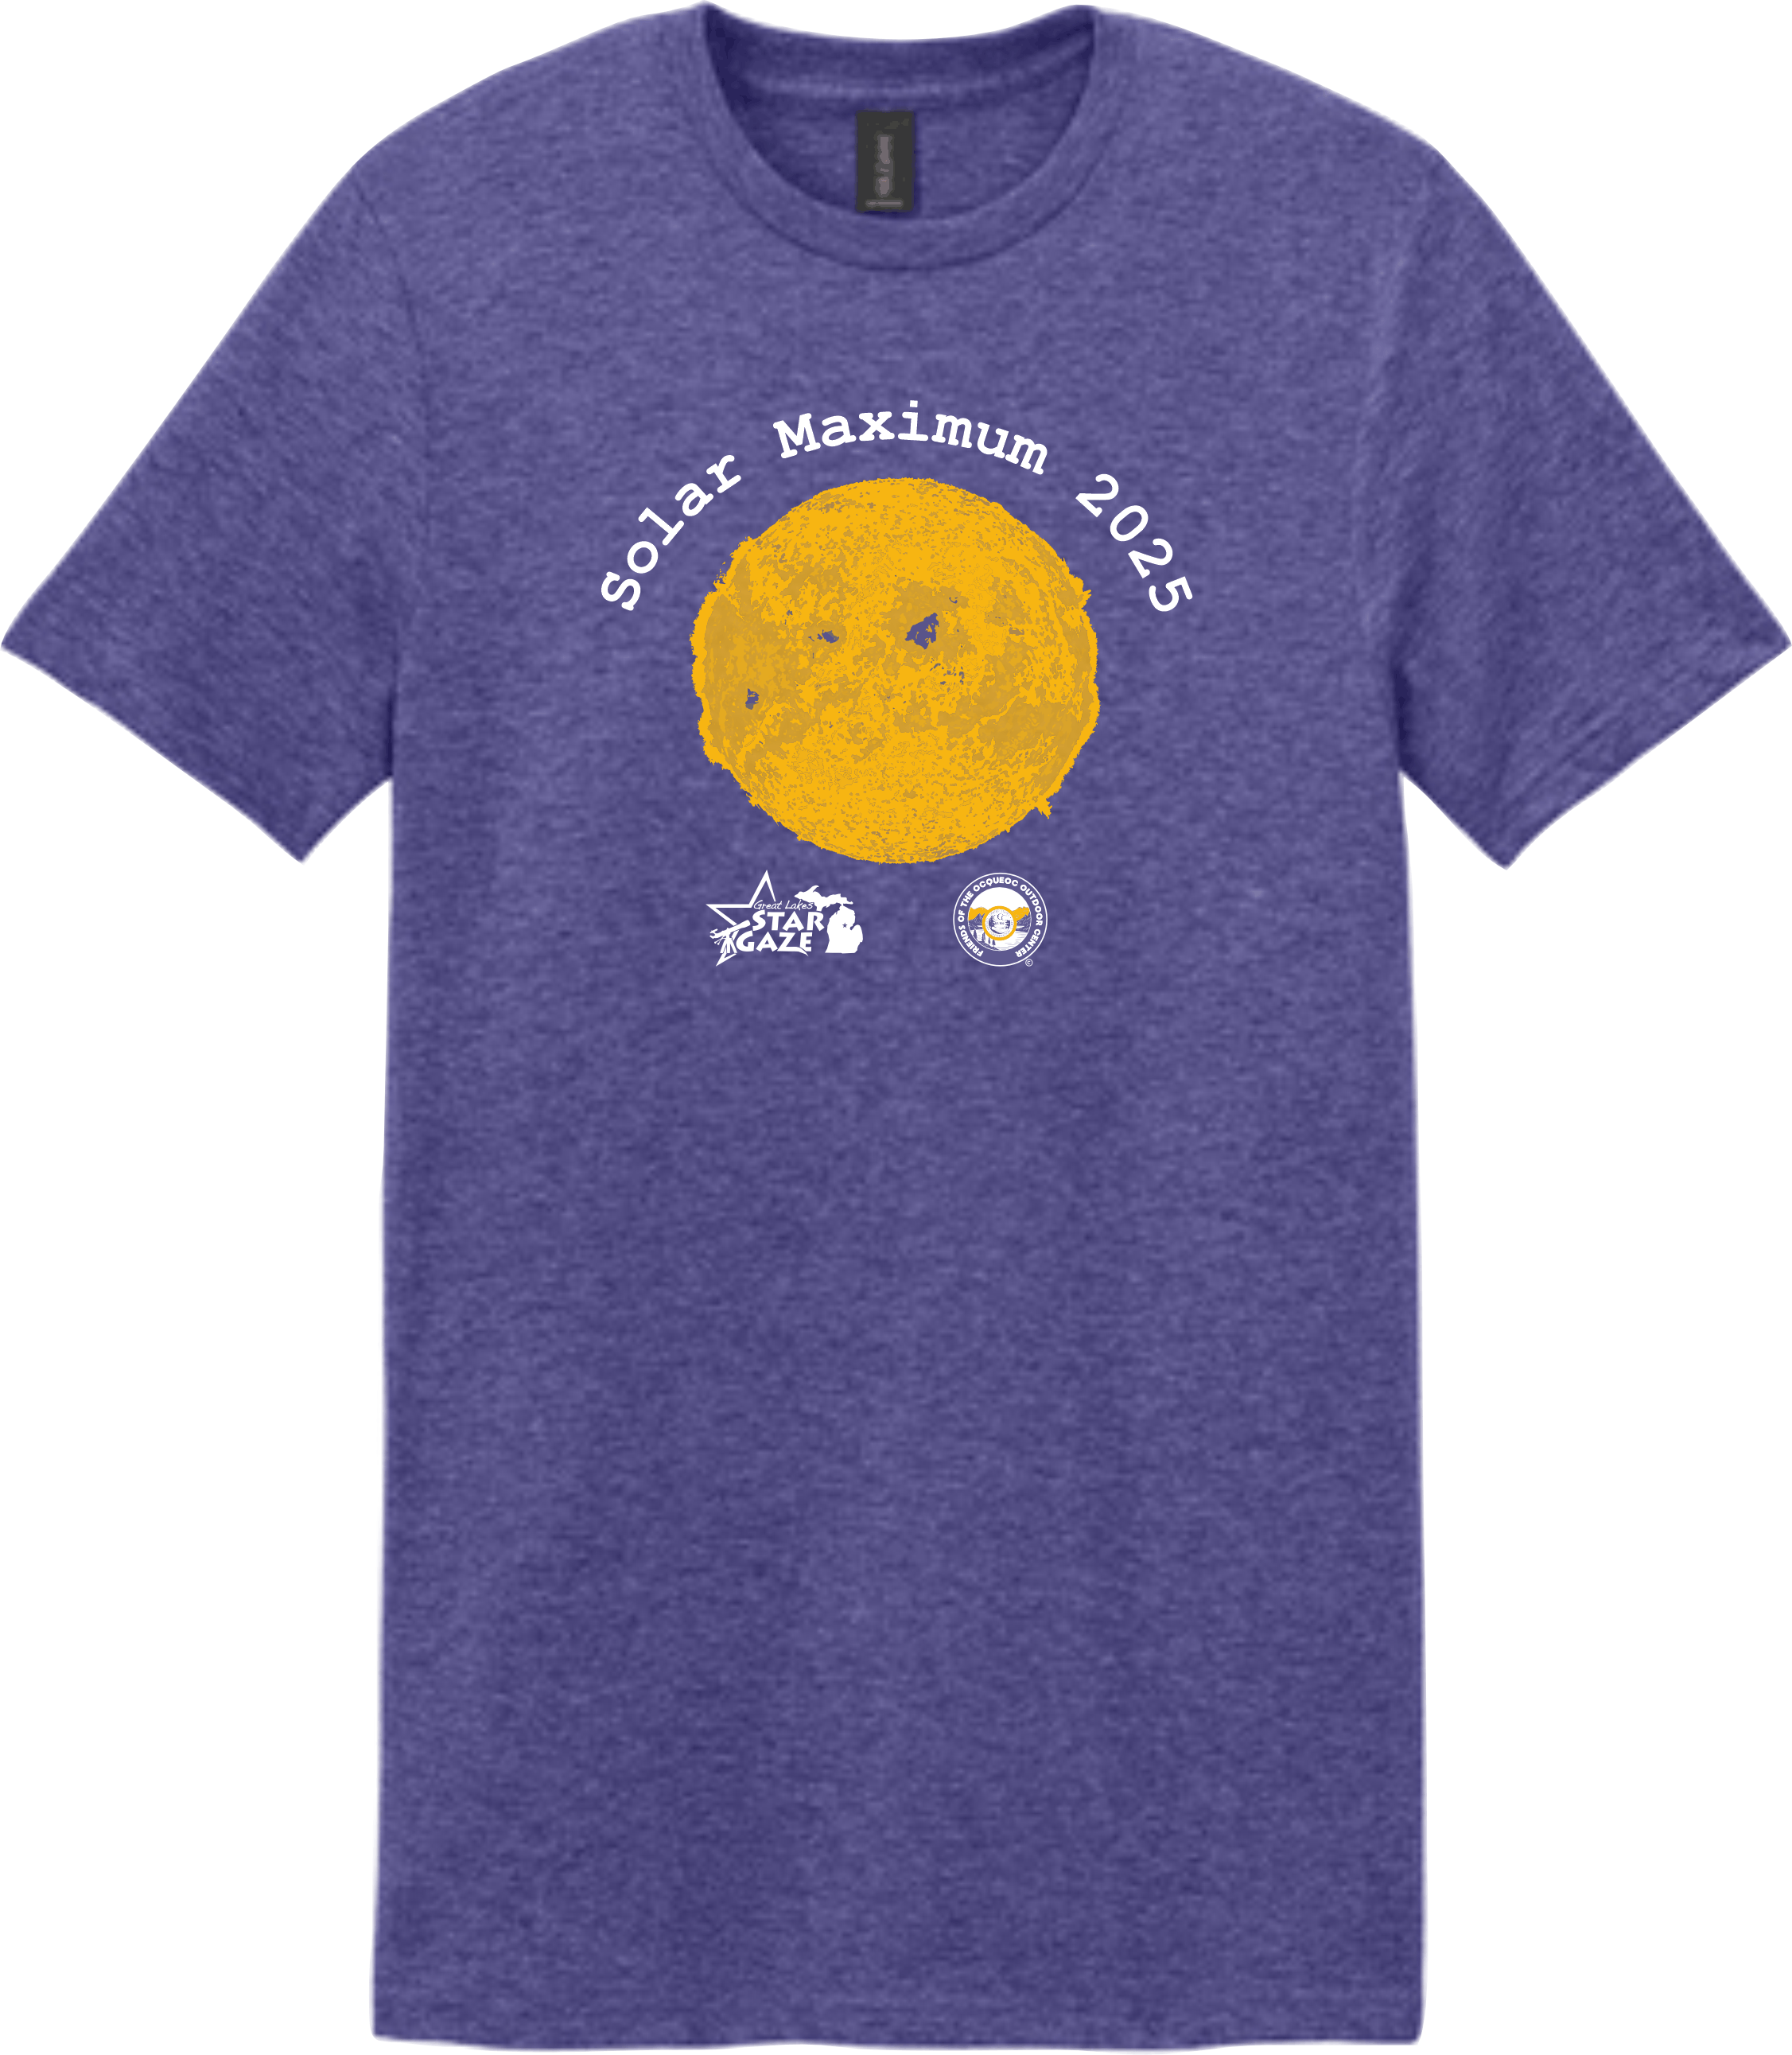 Solar Maximum 2025
Great Lakes
STAR
GAZE
FRIENDS OF THE OCQUEOC OUTDOOR CENTER
©